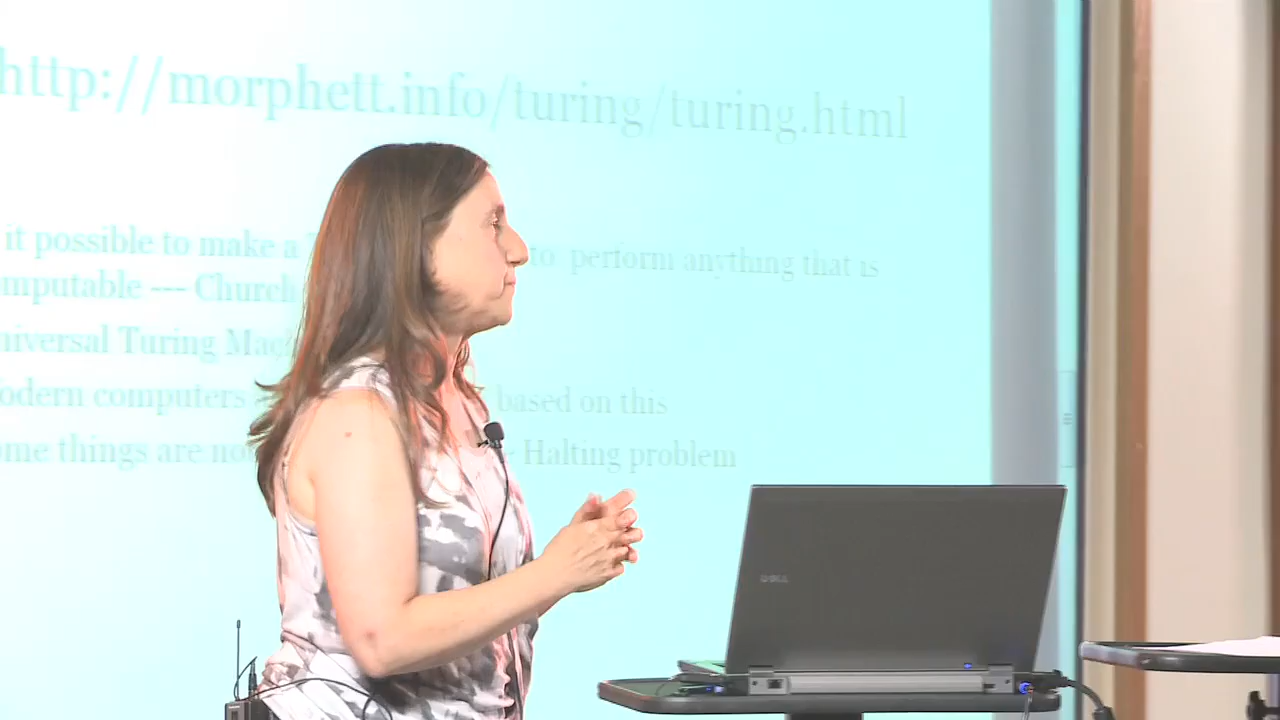 http://morphett.info/turing/turing.html
it possible to make a to perform anything that is
mputable --- Church
niversal Turing Mac
odern computers based on this
ome things are no Halting problem
DELL